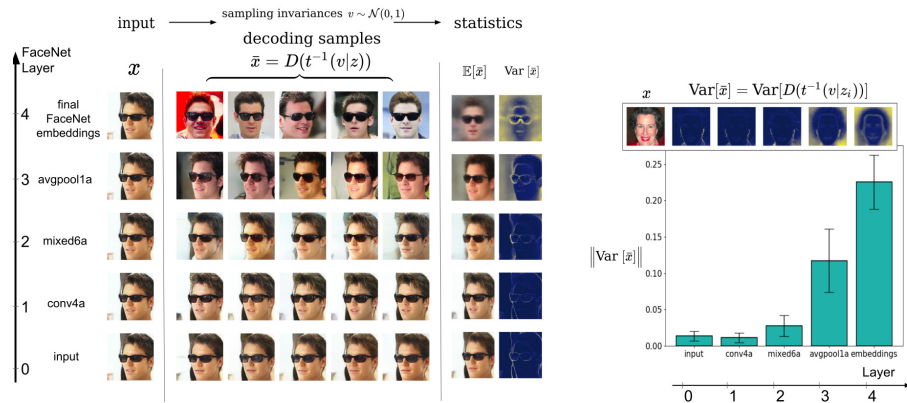 input
sampling invariances v ∼ N(0, 1)
statistics
decoding samples
x̄ = D(t⁻¹(v|z))
FaceNet
Layer
x
𝔼[x̄]
Var [x̄]
4
final
FaceNet
embeddings
3
avgpool1a
2
mixed6a
1
conv4a
0
input
x
Var[x̄] = Var[D(t⁻¹(v|zᵢ))]
‖Var [x̄]‖
0.25
0.20
0.15
0.10
0.05
0.00
input conv4a mixed6a avgpool1a embeddings
Layer
0 1 2 3 4